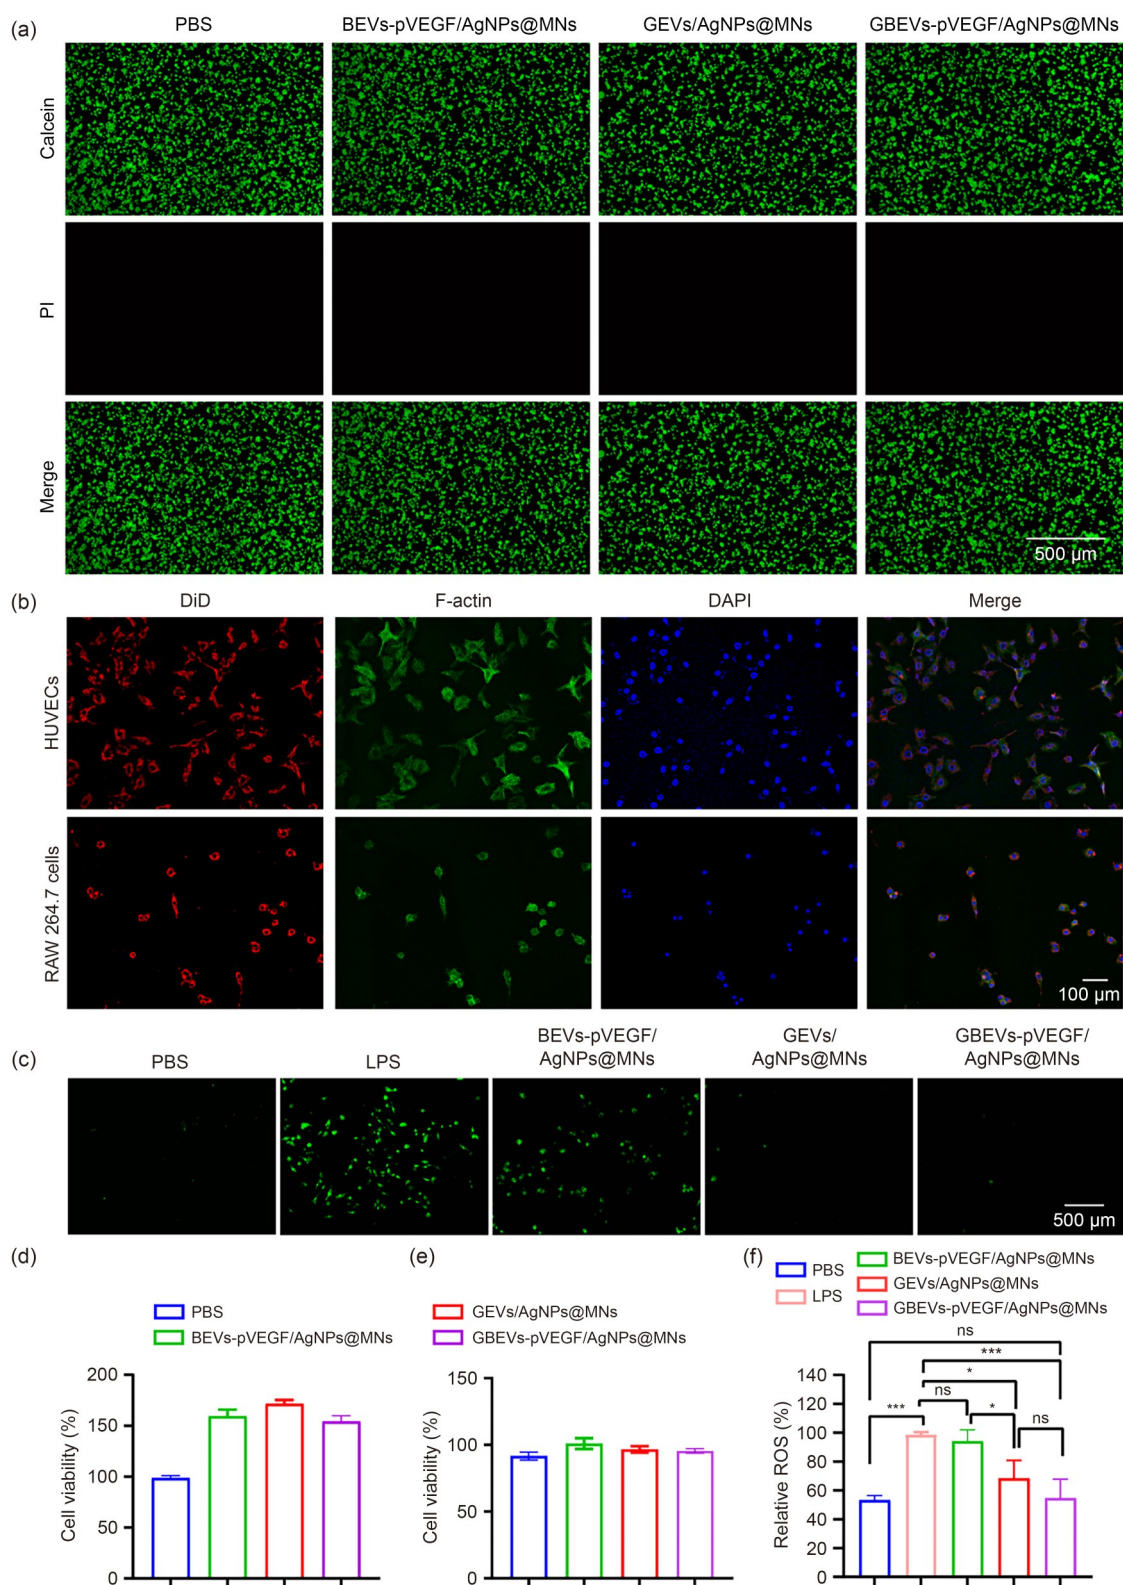 (a)
PBS
BEVs-pVEGF/AgNPs@MNs
GEVs/AgNPs@MNs
GBEVs-pVEGF/AgNPs@MNs
Calcein
PI
Merge
500 µm
(b)
DiD
F-actin
DAPI
Merge
HUVECs
RAW 264.7 cells
100 µm
(c)
PBS
LPS
BEVs-pVEGF/
AgNPs@MNs
GEVs/
AgNPs@MNs
GBEVs-pVEGF/
AgNPs@MNs
500 µm
(d)
(e)
PBS
BEVs-pVEGF/AgNPs@MNs
GEVs/AgNPs@MNs
GBEVs-pVEGF/AgNPs@MNs
Cell viability (%)
200
150
100
50
0
Cell viability (%)
150
100
50
0
(f)
PBS
LPS
BEVs-pVEGF/AgNPs@MNs
GEVs/AgNPs@MNs
GBEVs-pVEGF/AgNPs@MNs
Relative ROS (%)
140
120
100
80
60
40
20
0
ns
***
*
ns
***
*
ns